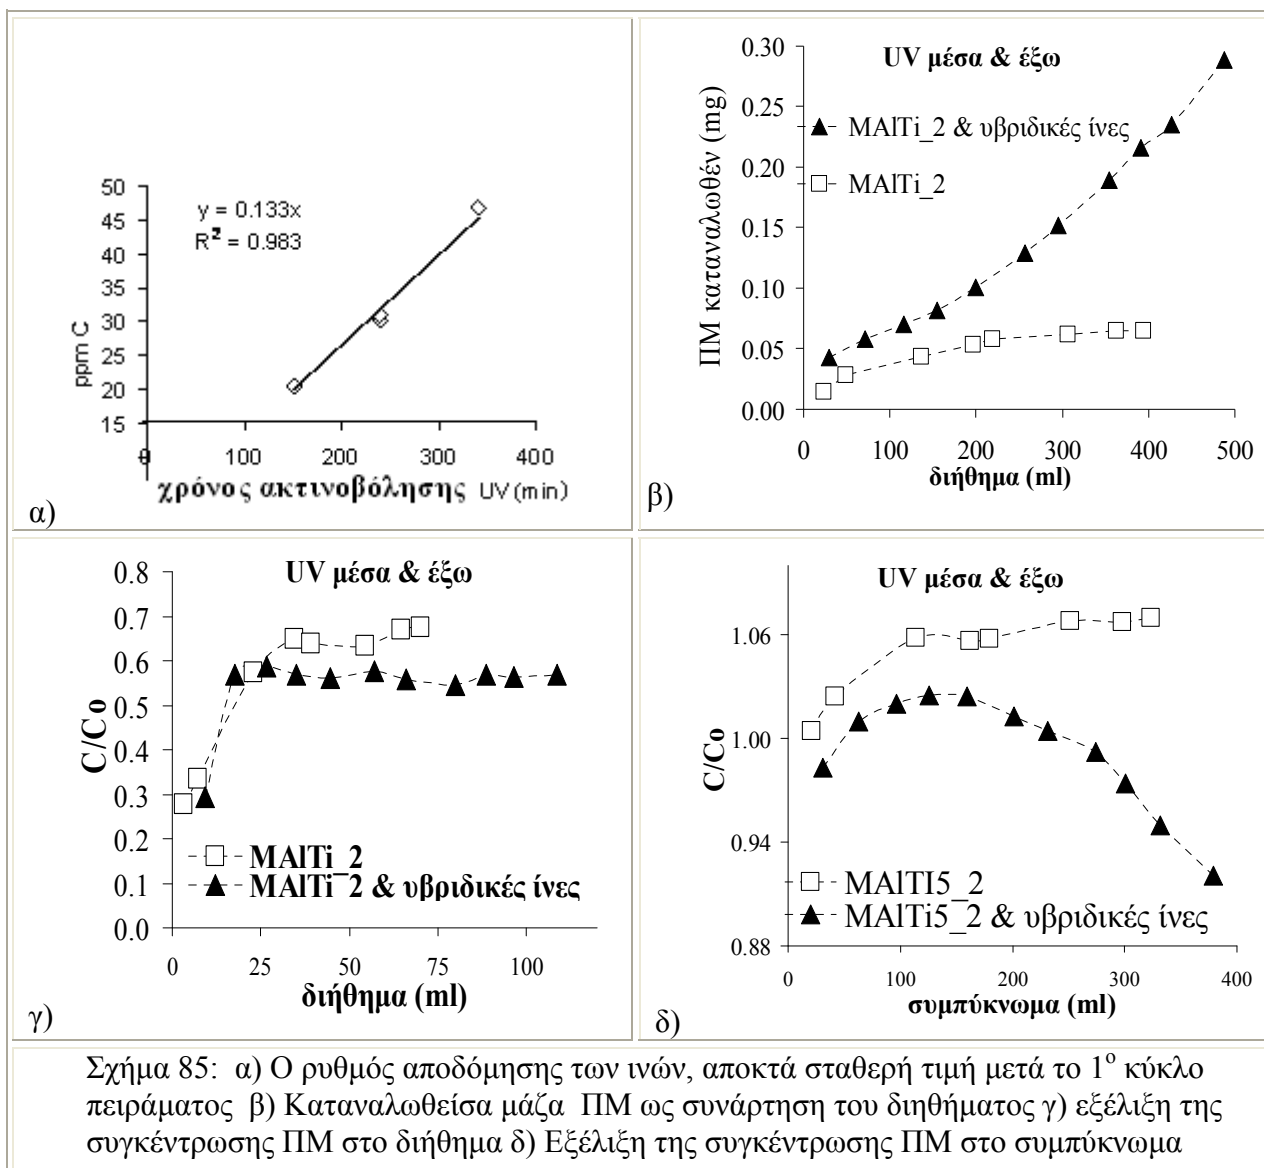 50
45
40
35
30
25
20
15
ppm C
y = 0.133x
R² = 0.983
0 100 200 300 400
χρόνος ακτινοβόλησης UV (min)
α)
UV μέσα & έξω
0.30
0.25
0.20
0.15
0.10
0.05
0.00
ΠΜ καταναλωθέν (mg)
MAlTi_2 & υβριδικές ίνες
MAlTi_2
0 100 200 300 400 500
διήθημα (ml)
β)
UV μέσα & έξω
0.8
0.7
0.6
0.5
0.4
0.3
0.2
0.1
0.0
C/Co
MAlTi_2
MAlTi_2 & υβριδικές ίνες
0 25 50 75 100
διήθημα (ml)
γ)
UV μέσα & έξω
1.06
1.00
0.94
0.88
C/Co
MAlTI5_2
MAlTi5_2 & υβριδικές ίνες
0 100 200 300 400
συμπύκνωμα (ml)
δ)
Σχήμα 85: α) Ο ρυθμός αποδόμησης των ινών, αποκτά σταθερή τιμή μετά το 1ο κύκλο
πειράματος β) Καταναλωθείσα μάζα ΠΜ ως συνάρτηση του διηθήματος γ) εξέλιξη της
συγκέντρωσης ΠΜ στο διήθημα δ) Εξέλιξη της συγκέντρωσης ΠΜ στο συμπύκνωμα